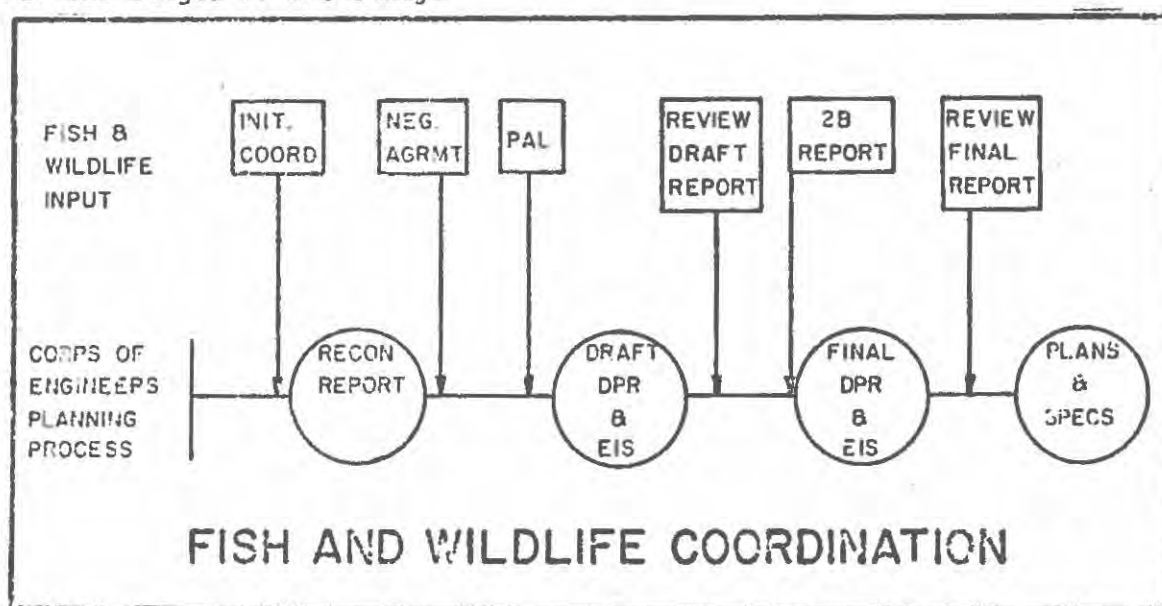 FISH &
WILDLIFE
INPUT
INIT.
COORD
NEG.
AGRMT
PAL
REVIEW
DRAFT
REPORT
2B
REPORT
REVIEW
FINAL
REPORT
CORPS OF
ENGINEERS
PLANNING
PROCESS
RECON
REPORT
DRAFT
DPR
&
EIS
FINAL
DPR
&
EIS
PLANS
&
SPECS
FISH AND WILDLIFE COORDINATION